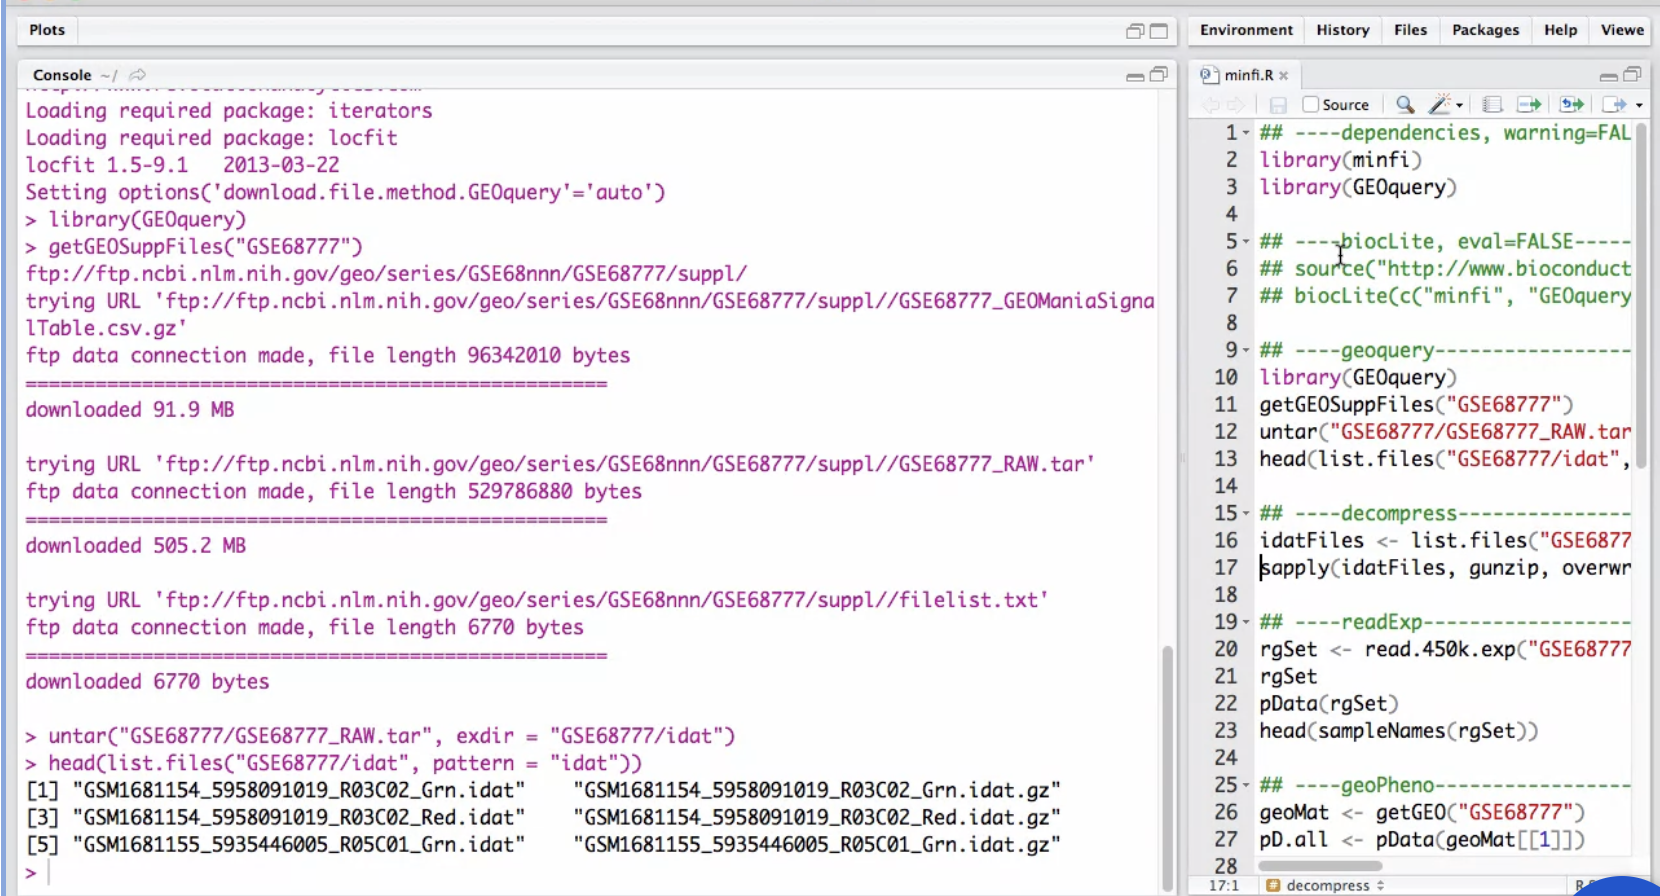 Plots
Console ~/
Loading required package: iterators
Loading required package: locfit
locfit 1.5-9.1   2013-03-22
Setting options('download.file.method.GEOquery'='auto')
> library(GEOquery)
> getGEOSuppFiles("GSE68777")
ftp://ftp.ncbi.nlm.nih.gov/geo/series/GSE68nnn/GSE68777/suppl/
trying URL 'ftp://ftp.ncbi.nlm.nih.gov/geo/series/GSE68nnn/GSE68777/suppl//GSE68777_GEOManiaSigna
lTable.csv.gz'
ftp data connection made, file length 96342010 bytes
==================================================
downloaded 91.9 MB
trying URL 'ftp://ftp.ncbi.nlm.nih.gov/geo/series/GSE68nnn/GSE68777/suppl//GSE68777_RAW.tar'
ftp data connection made, file length 529786880 bytes
==================================================
downloaded 505.2 MB
trying URL 'ftp://ftp.ncbi.nlm.nih.gov/geo/series/GSE68nnn/GSE68777/suppl//filelist.txt'
ftp data connection made, file length 6770 bytes
==================================================
downloaded 6770 bytes
> untar("GSE68777/GSE68777_RAW.tar", exdir = "GSE68777/idat")
> head(list.files("GSE68777/idat", pattern = "idat"))
[1] "GSM1681154_5958091019_R03C02_Grn.idat"    "GSM1681154_5958091019_R03C02_Grn.idat.gz"
[3] "GSM1681154_5958091019_R03C02_Red.idat"    "GSM1681154_5958091019_R03C02_Red.idat.gz"
[5] "GSM1681155_5935446005_R05C01_Grn.idat"    "GSM1681155_5935446005_R05C01_Grn.idat.gz"
>
Environment History Files Packages Help Viewe
minfi.R
Source
1 ## ----dependencies, warning=FAL
2 library(minfi)
3 library(GEOquery)
4
5 ## ----biocLite, eval=FALSE-----
6 ## source("http://www.bioconduct
7 ## biocLite(c("minfi", "GEOquery
8
9 ## ----geoquery-----------------
10 library(GEOquery)
11 getGEOSuppFiles("GSE68777")
12 untar("GSE68777/GSE68777_RAW.tar
13 head(list.files("GSE68777/idat",
14
15 ## ----decompress---------------
16 idatFiles <- list.files("GSE6877
17 sapply(idatFiles, gunzip, overwr
18
19 ## ----readExp------------------
20 rgSet <- read.450k.exp("GSE68777
21 rgSet
22 pData(rgSet)
23 head(sampleNames(rgSet))
24
25 ## ----geoPheno-----------------
26 geoMat <- getGEO("GSE68777")
27 pD.all <- pData(geoMat[[1]])
28
17:1 # decompress R